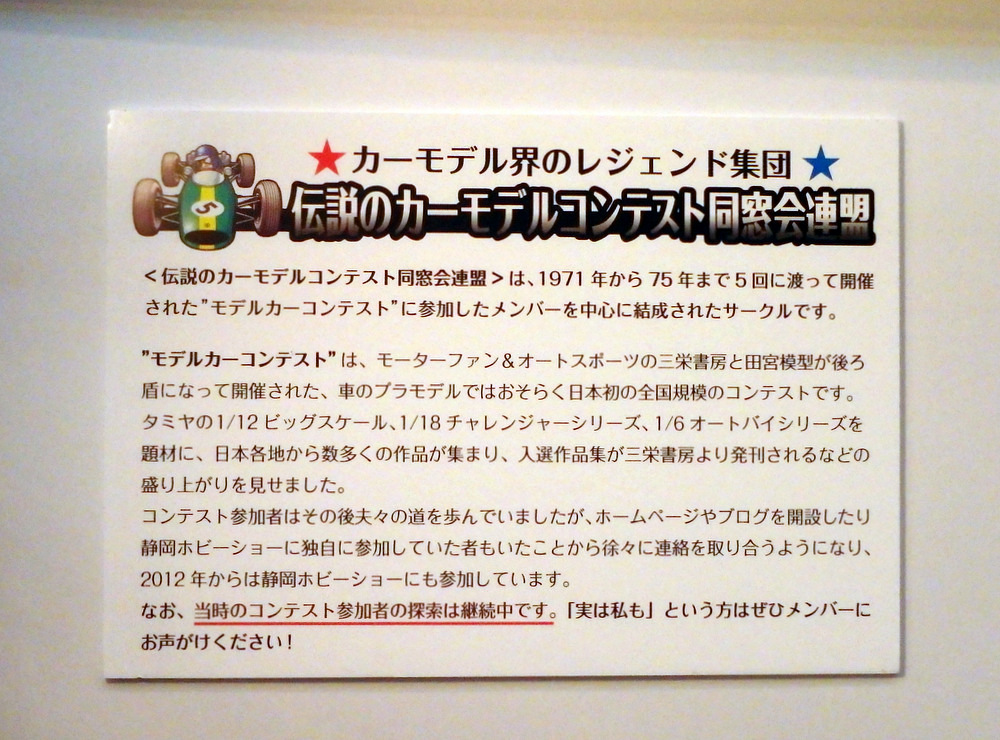 ★カーモデル界のレジェンド集団★
伝説のカーモデルコンテスト同窓会連盟
5
＜伝説のカーモデルコンテスト同窓会連盟＞は、1971年から75年まで5回に渡って開催
された”モデルカーコンテスト”に参加したメンバーを中心に結成されたサークルです。
”モデルカーコンテスト”は、モーターファン＆オートスポーツの三栄書房と田宮模型が後ろ
盾になって開催された、車のプラモデルではおそらく日本初の全国規模のコンテストです。
タミヤの1/12ビッグスケール、1/18チャレンジャーシリーズ、1/6オートバイシリーズを
題材に、日本各地から数多くの作品が集まり、入選作品集が三栄書房より発刊されるなどの
盛り上がりを見せました。
コンテスト参加者はその後夫々の道を歩んでいましたが、ホームページやブログを開設したり
静岡ホビーショーに独自に参加していた者もいたことから徐々に連絡を取り合うようになり、
2012年からは静岡ホビーショーにも参加しています。
なお、当時のコンテスト参加者の探索は継続中です。「実は私も」という方はぜひメンバーに
お声がけください！